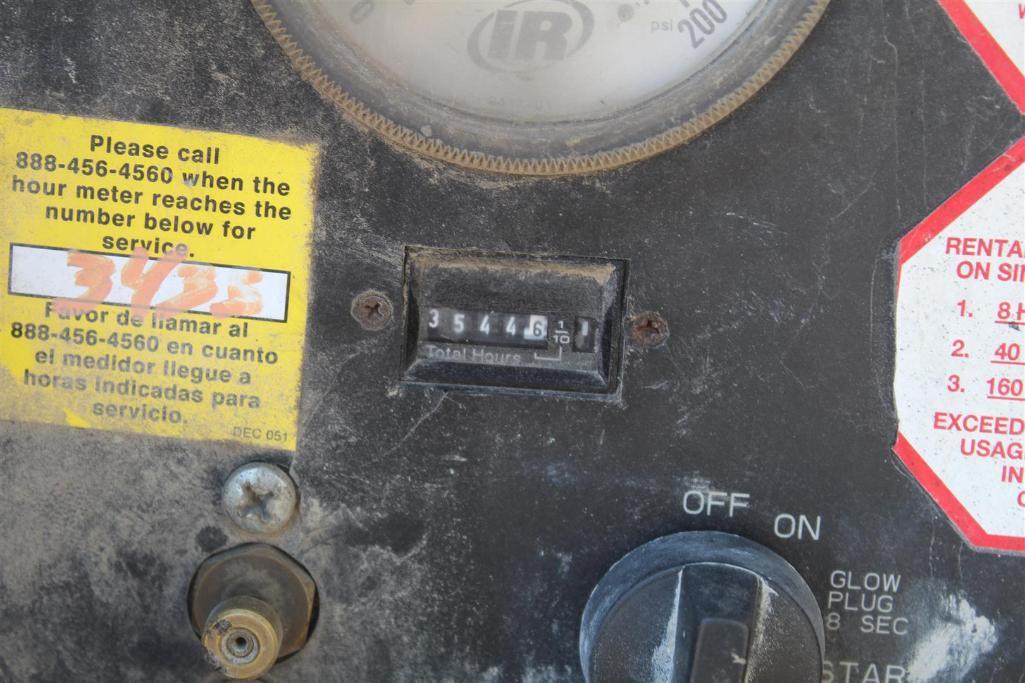 IR
psi
200
Please call
888-456-4560 when the
hour meter reaches the
number below for
service.
3435
Favor de llamar al
888-456-4560 en cuanto
el medidor llegue a
horas indicadas para
servicio.
DEC 051
3 5 4 4 6 1/10
Total Hours
RENTA
ON SI
1. 8 H
2. 40
3. 160
EXCEED
USAG
IN
OFF ON
GLOW
PLUG
8 SEC
STAR